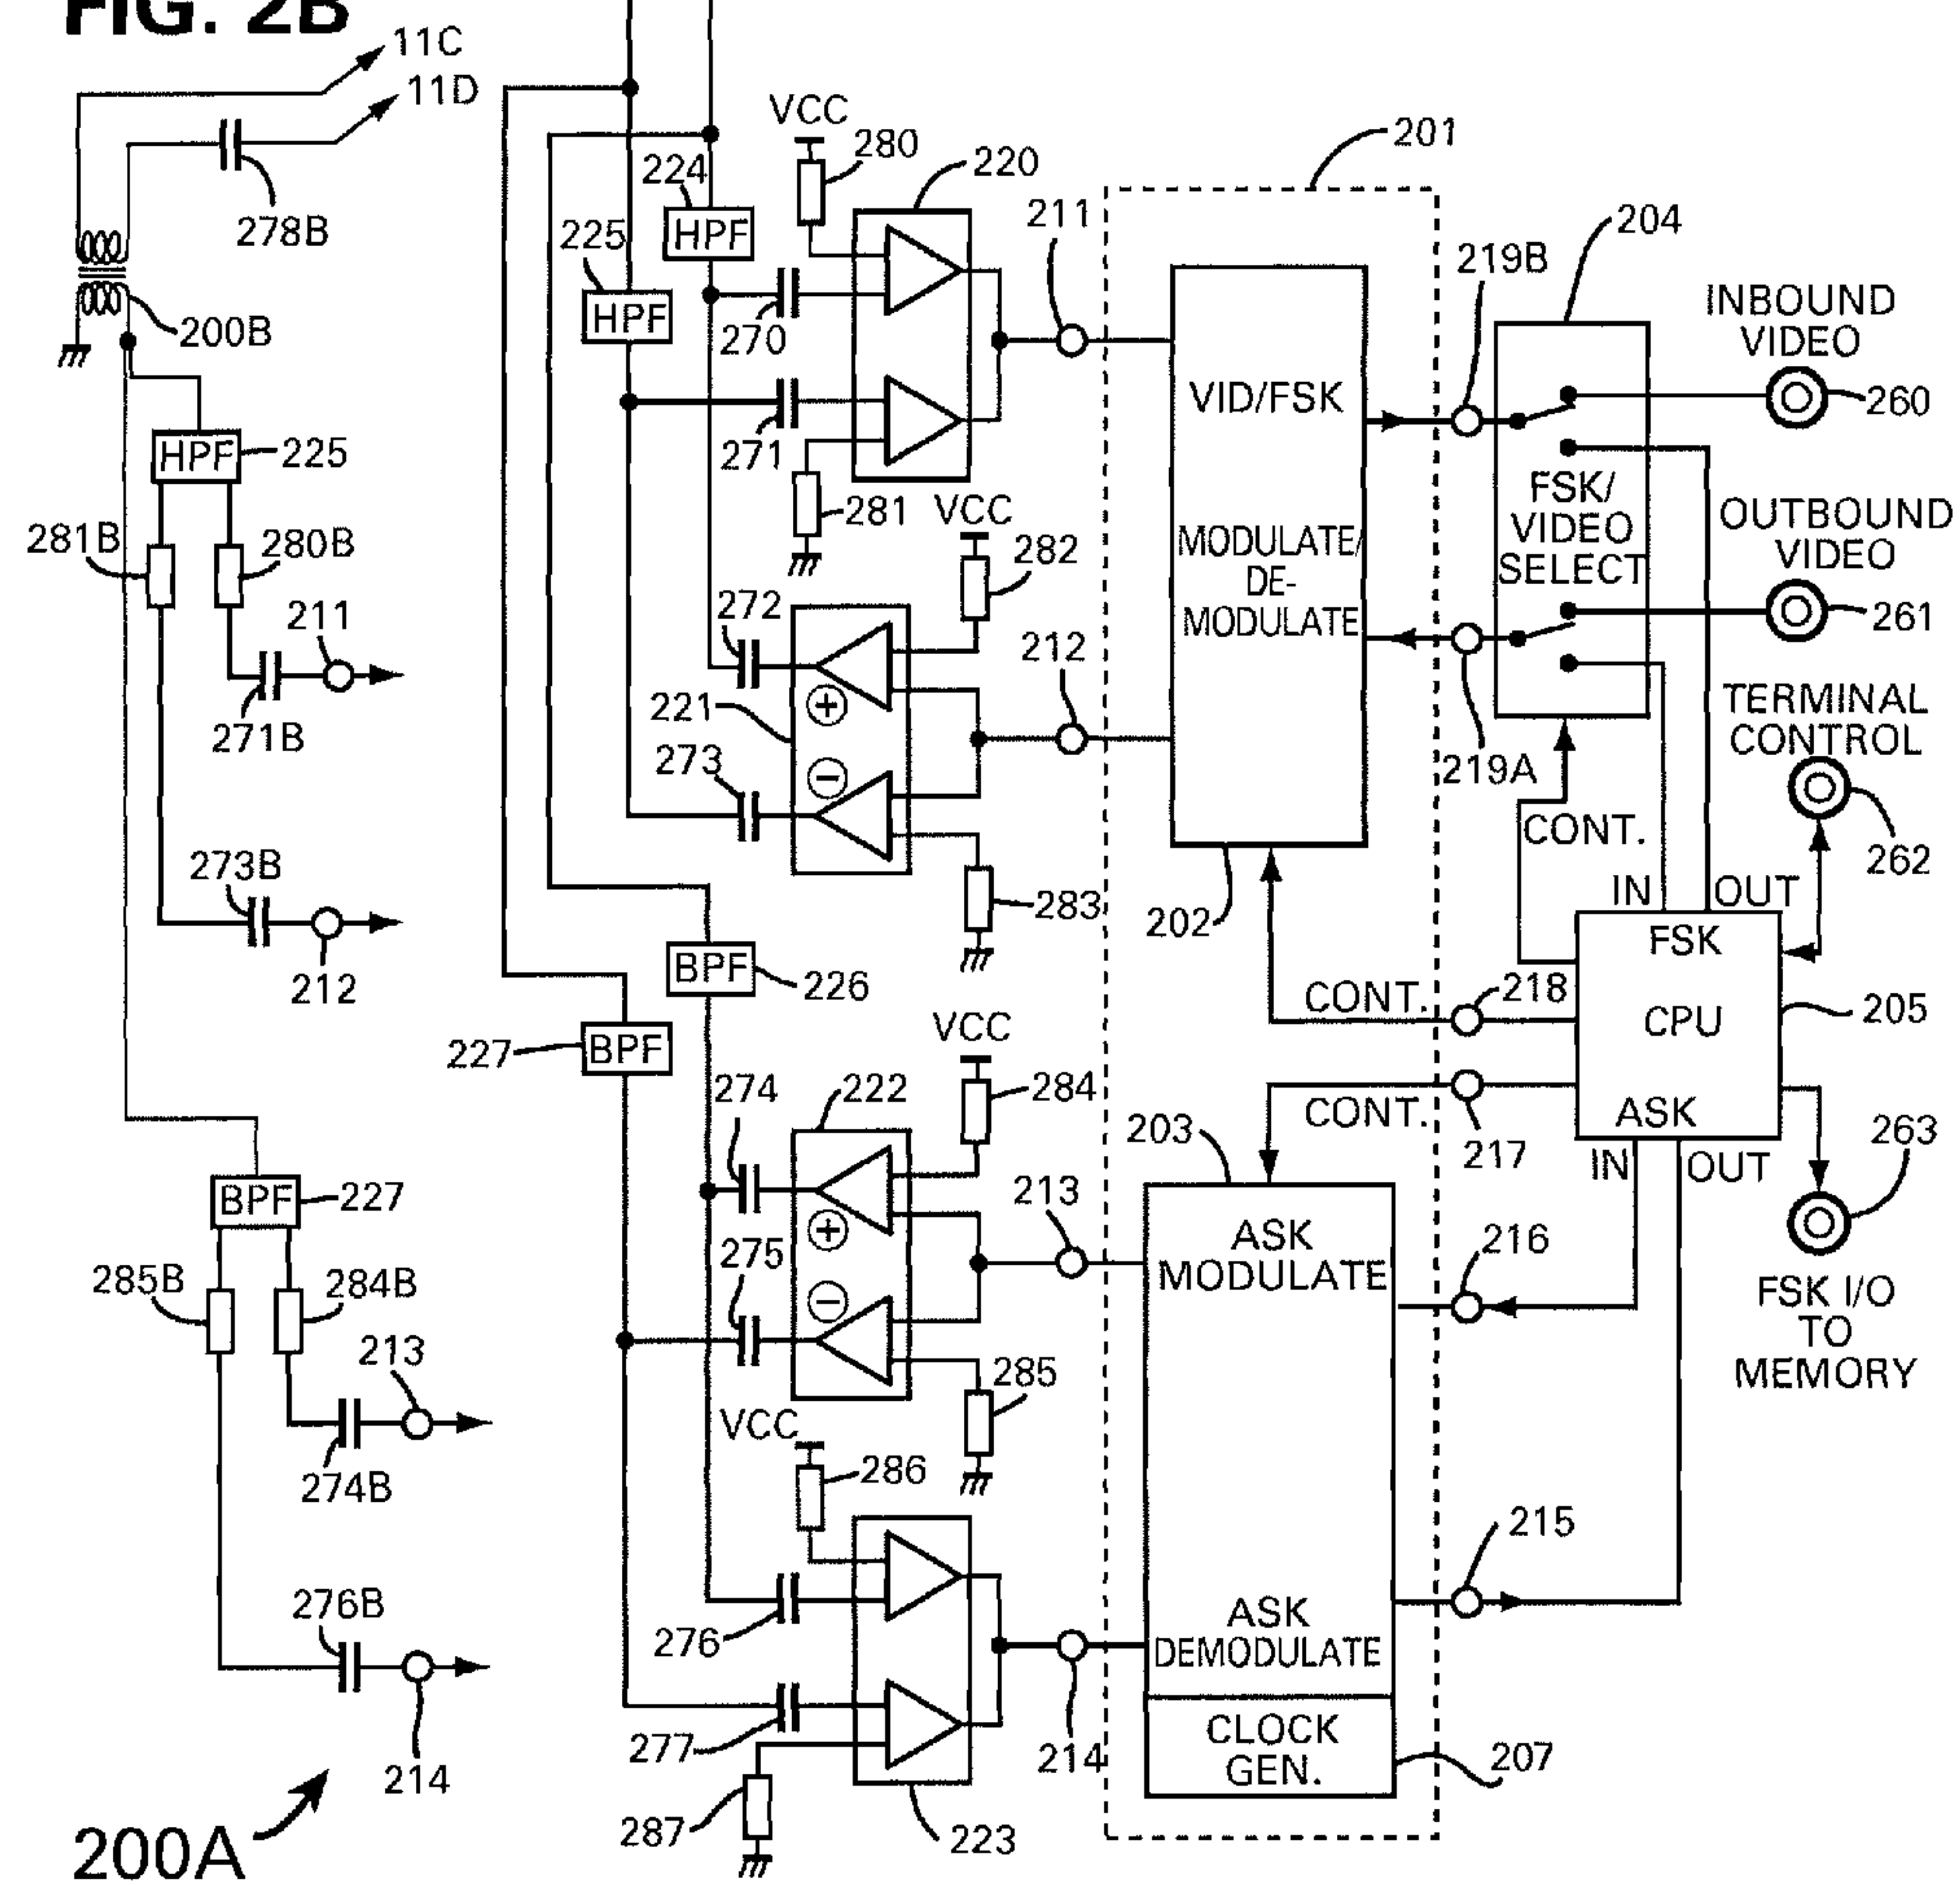 FIG. 2B
11C
11D
278B
200B
HPF
225
281B
280B
211
271B
273B
212
BPF
227
285B
284B
213
274B
276B
214
200A
VCC
280
220
224
HPF
225
HPF
270
271
281
211
VCC
282
272
212
221
+
273
−
283
BPF
226
227
BPF
VCC
284
274
222
213
+
275
−
285
VCC
286
276
277
214
287
223
201
VID/FSK
MODULATE/
DE-
MODULATE
202
CONT.
218
CONT.
217
203
ASK
MODULATE
216
ASK
DEMODULATE
215
CLOCK
GEN.
207
219B
204
FSK/
VIDEO
SELECT
219A
CONT.
INBOUND
VIDEO
260
OUTBOUND
VIDEO
261
TERMINAL
CONTROL
262
IN
OUT
FSK
CPU
205
ASK
IN
OUT
263
FSK I/O
TO
MEMORY